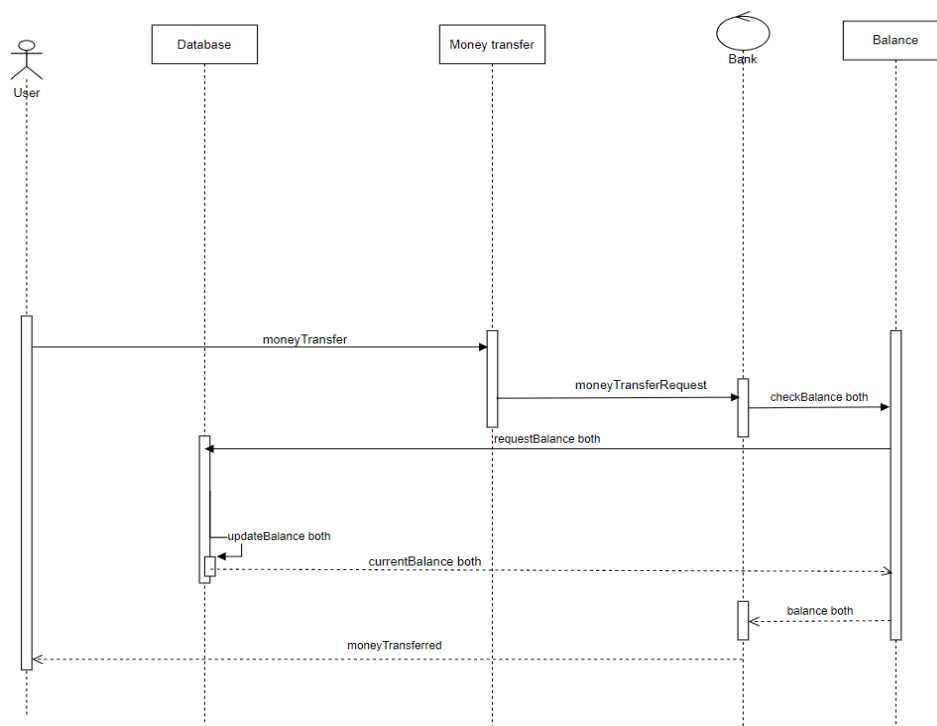 Database
Money transfer
Bank
Balance
User
moneyTransfer
moneyTransferRequest
checkBalance both
requestBalance both
updateBalance both
currentBalance both
balance both
moneyTransferred